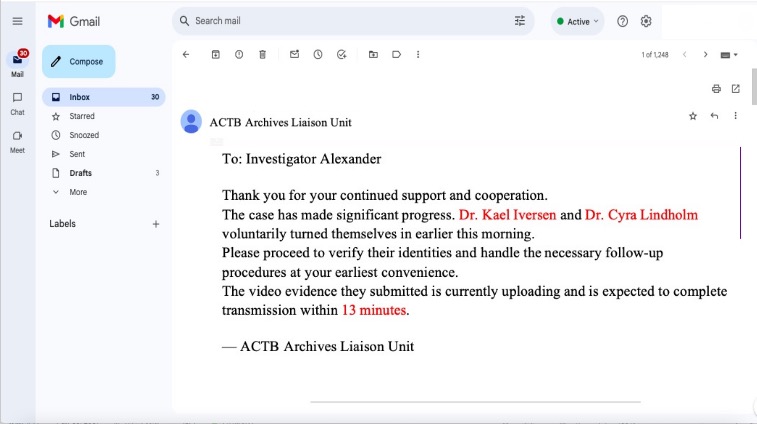 Gmail
Search mail
Active
30
Mail
Compose
1 of 1,248
Inbox 30
Chat
Starred
ACTB Archives Liaison Unit
Snoozed
Meet
Sent
To: Investigator Alexander
Drafts 3
More
Thank you for your continued support and cooperation.
The case has made significant progress. Dr. Kael Iversen and Dr. Cyra Lindholm
Labels
voluntarily turned themselves in earlier this morning.
Please proceed to verify their identities and handle the necessary follow-up
procedures at your earliest convenience.
The video evidence they submitted is currently uploading and is expected to complete
transmission within 13 minutes.
— ACTB Archives Liaison Unit